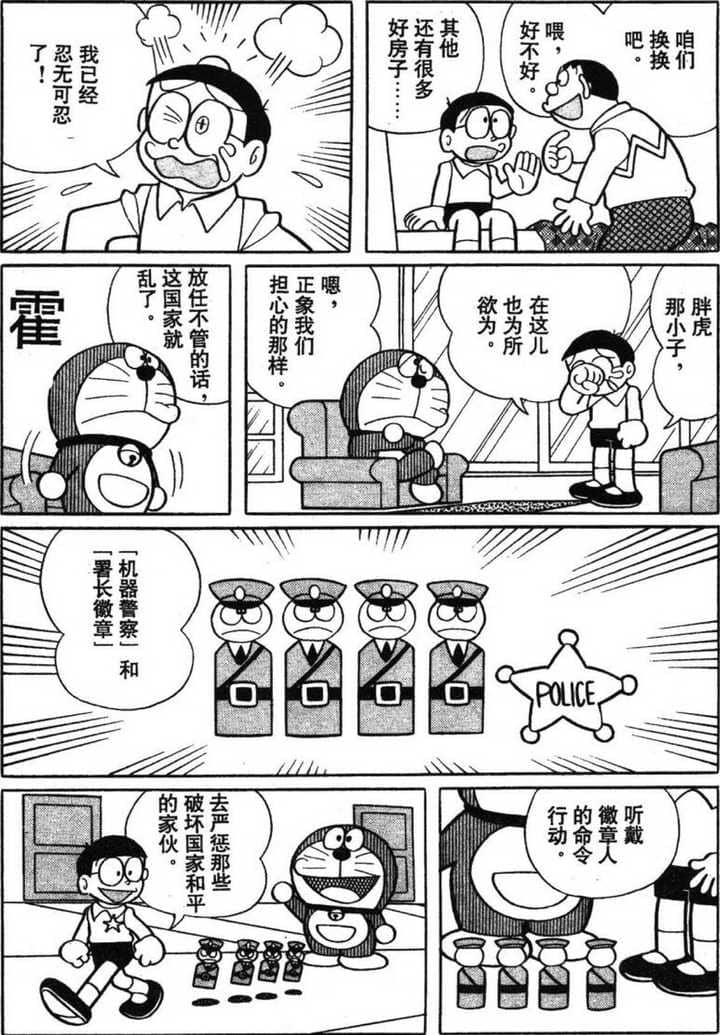 咱们
换换
吧。
喂，
好不好。
其他
还有很多
好房子……
我已经
忍无可忍
了！
胖虎
那小子，
在这儿
也为所
欲为。
嗯，
正象我们
担心的那样。
放任不管的话，
这国家就
乱了。
霍
「机器警察」和
「署长徽章」
POLICE
听戴
徽章人
的命令
行动。
去严惩那些
破坏国家和平
的家伙。